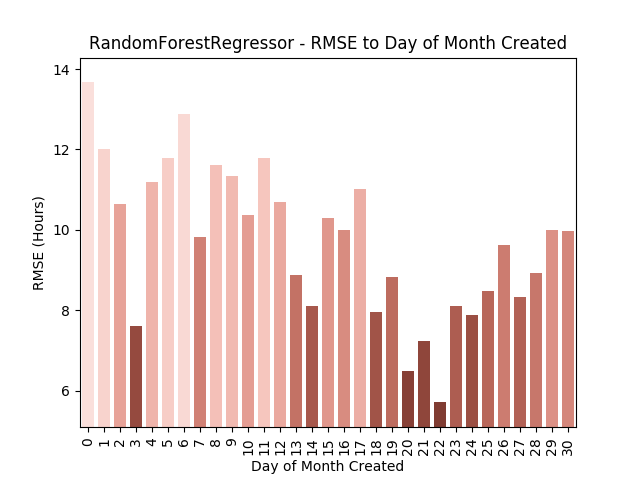 RandomForestRegressor - RMSE to Day of Month Created
14
12
10
8
6
RMSE (Hours)
0 1 2 3 4 5 6 7 8 9 10 11 12 13 14 15 16 17 18 19 20 21 22 23 24 25 26 27 28 29 30
Day of Month Created